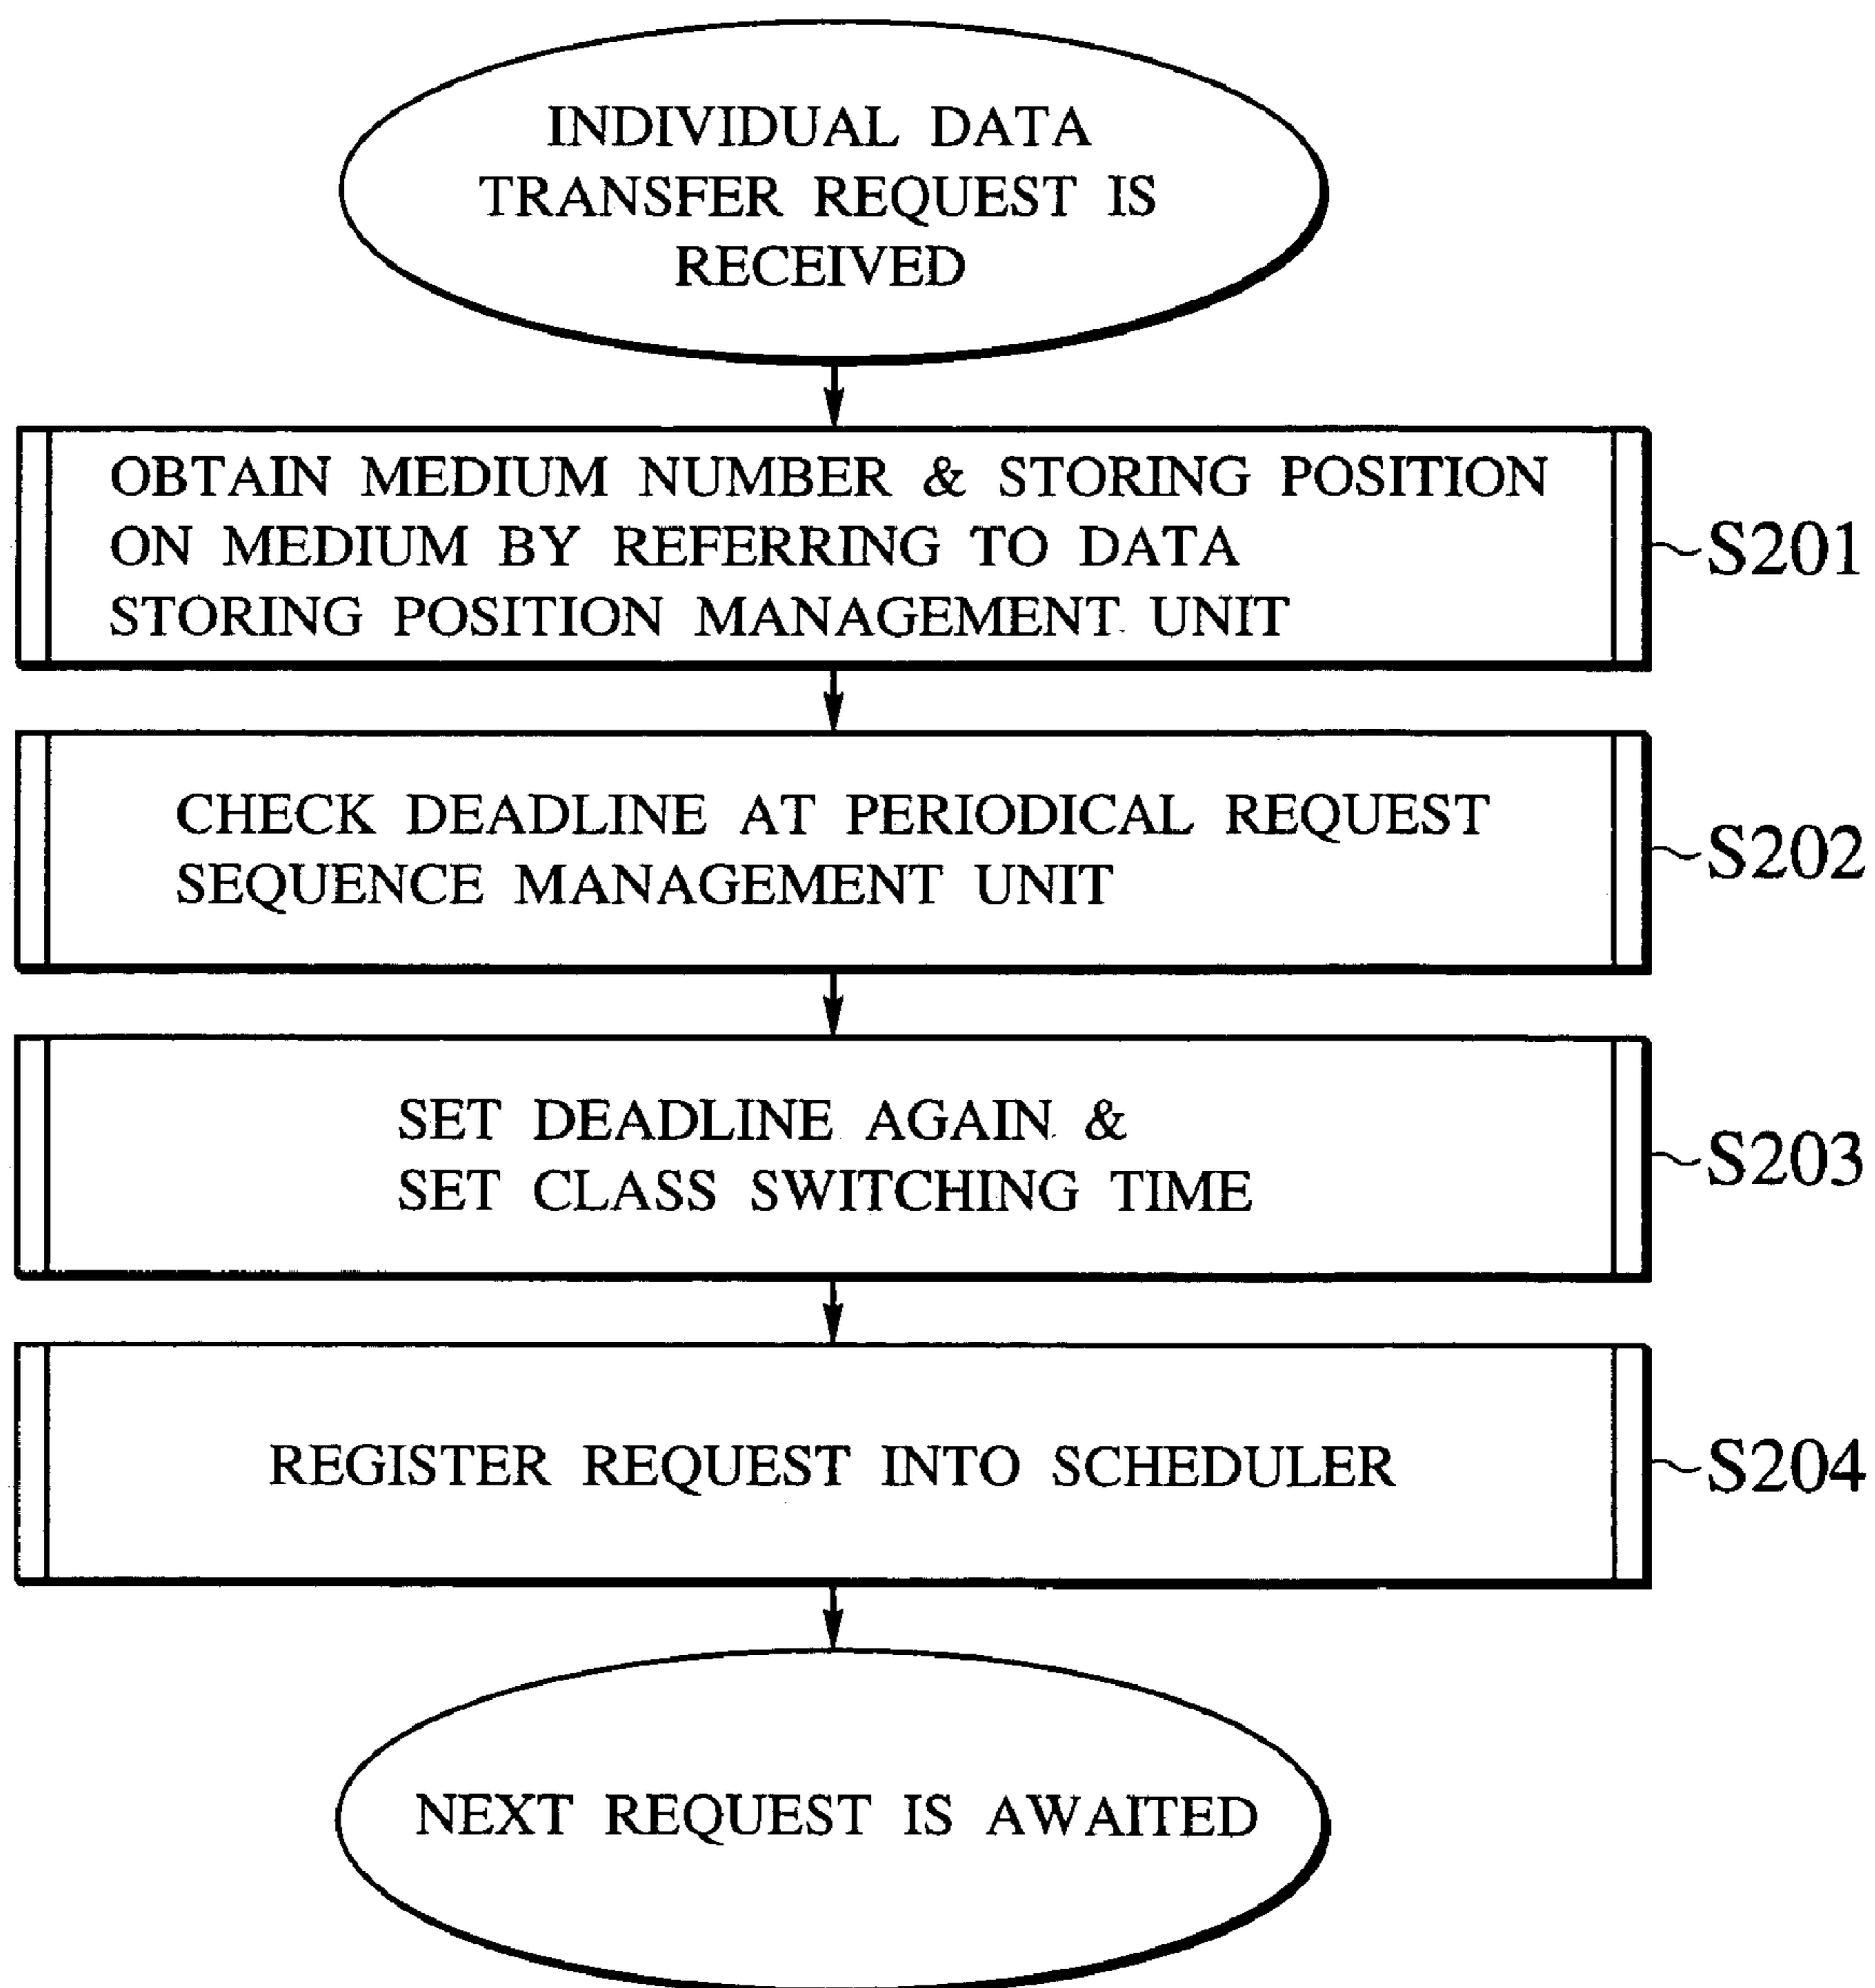 INDIVIDUAL DATA
TRANSFER REQUEST IS
RECEIVED
OBTAIN MEDIUM NUMBER & STORING POSITION
ON MEDIUM BY REFERRING TO DATA
STORING POSITION MANAGEMENT UNIT
S201
CHECK DEADLINE AT PERIODICAL REQUEST
SEQUENCE MANAGEMENT UNIT
S202
SET DEADLINE AGAIN &
SET CLASS SWITCHING TIME
S203
REGISTER REQUEST INTO SCHEDULER
S204
NEXT REQUEST IS AWAITED